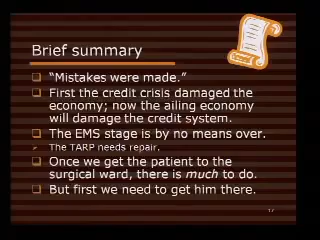 Brief summary
“Mistakes were made.”
First the credit crisis damaged the
economy; now the ailing economy
will damage the credit system.
The EMS stage is by no means over.
The TARP needs repair.
Once we get the patient to the
surgical ward, there is much to do.
But first we need to get him there.
17